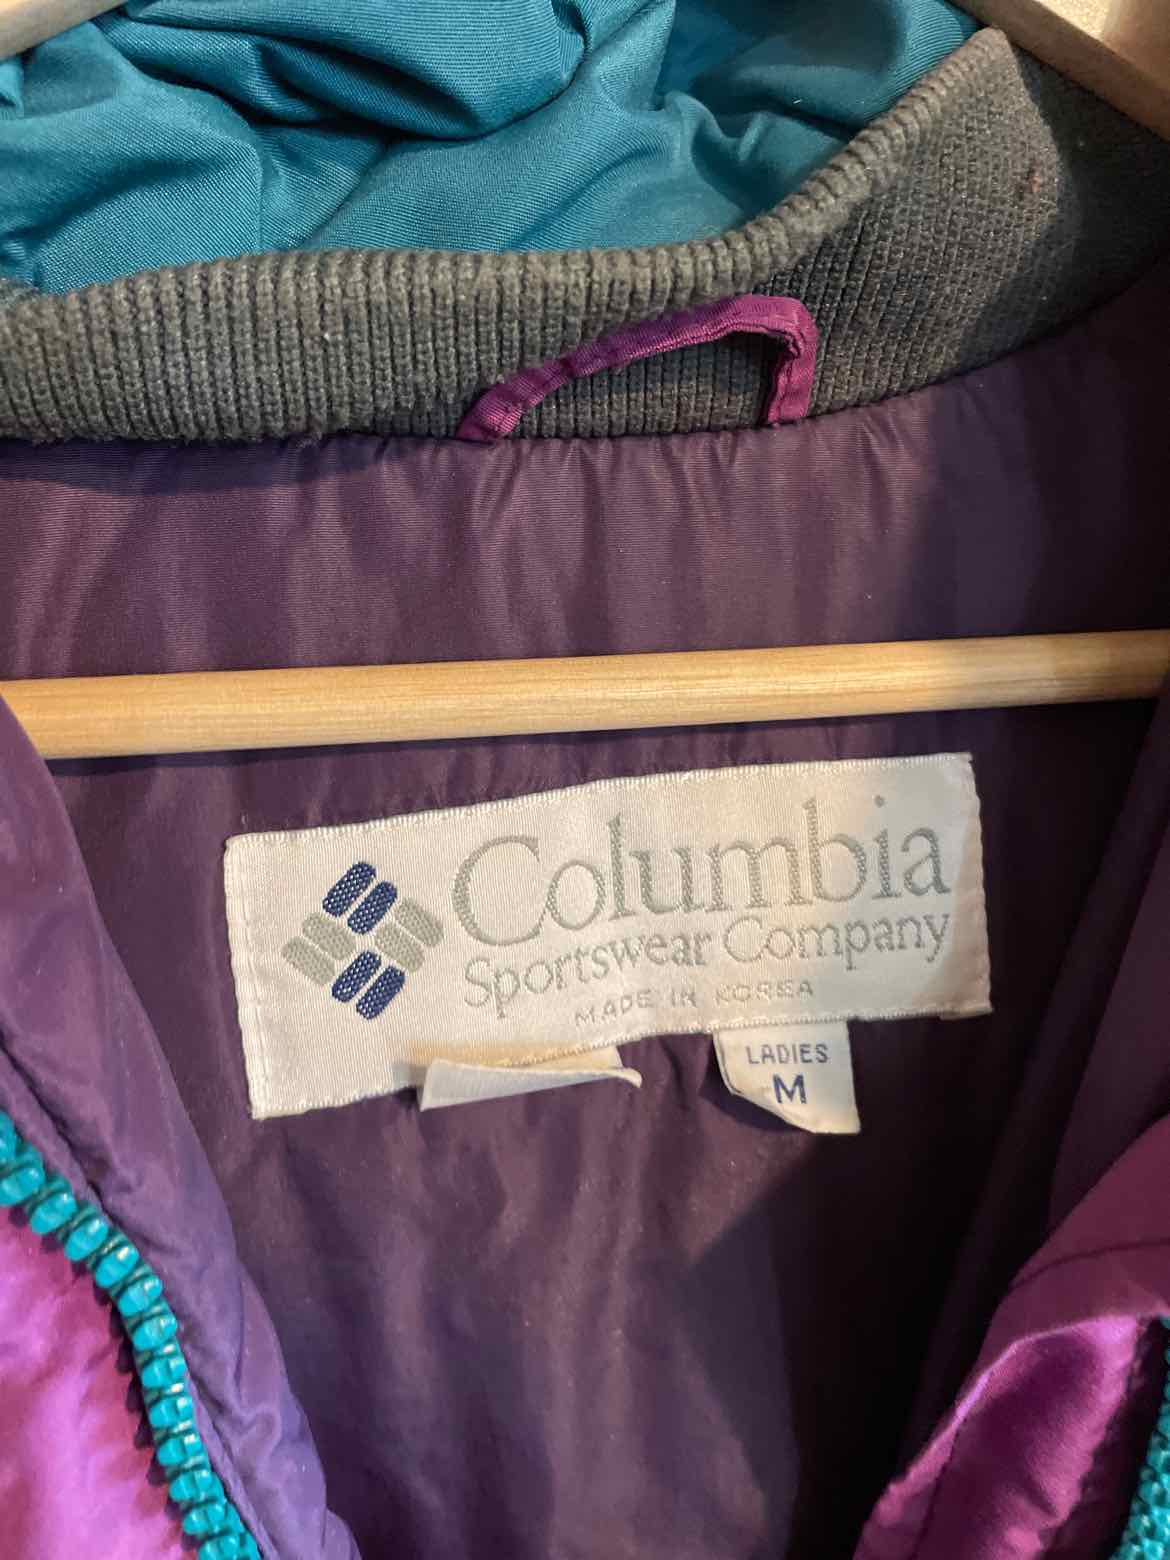 Columbia
Sportswear Company
MADE IN KOREA
LADIES
M